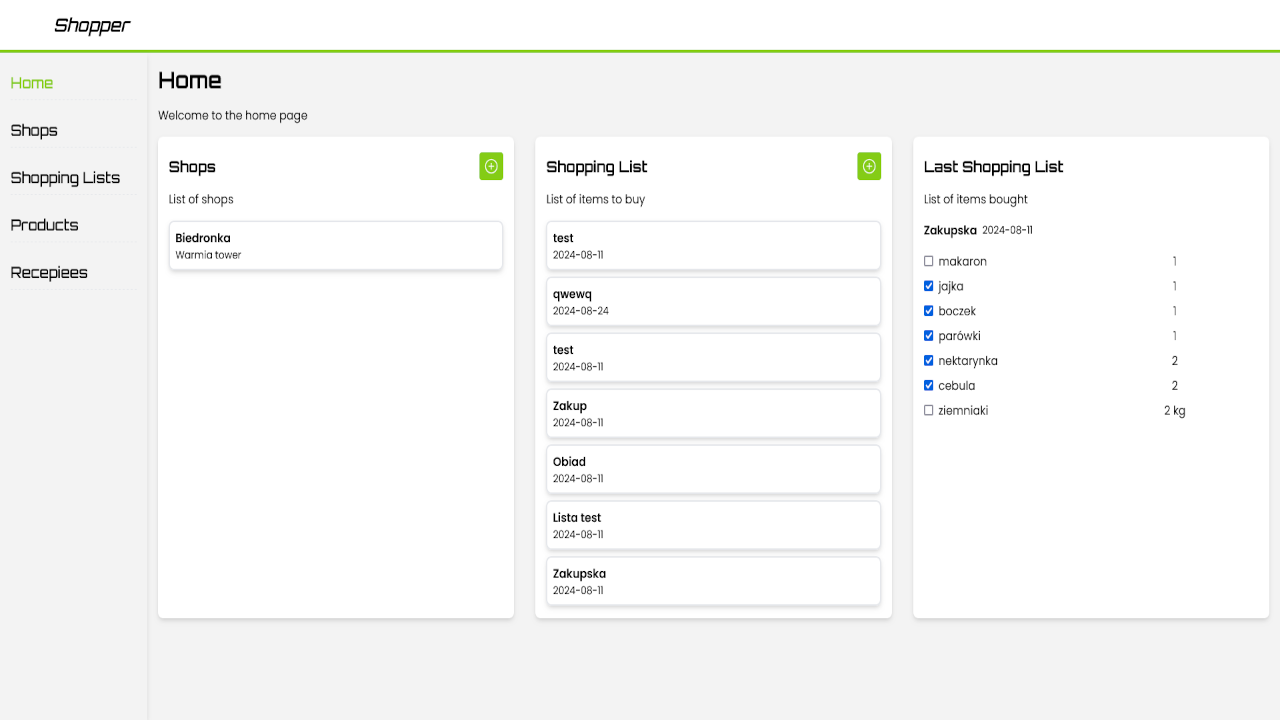 Shopper
Home
Shops
Shopping Lists
Products
Recepiees
Home
Welcome to the home page
Shops
List of shops
Biedronka
Warmia tower
Shopping List
List of items to buy
test
2024-08-11
qwewq
2024-08-24
test
2024-08-11
Zakup
2024-08-11
Obiad
2024-08-11
Lista test
2024-08-11
Zakupska
2024-08-11
Last Shopping List
List of items bought
Zakupska 2024-08-11
makaron 1
jajka 1
boczek 1
parówki 1
nektarynka 2
cebula 2
ziemniaki 2 kg